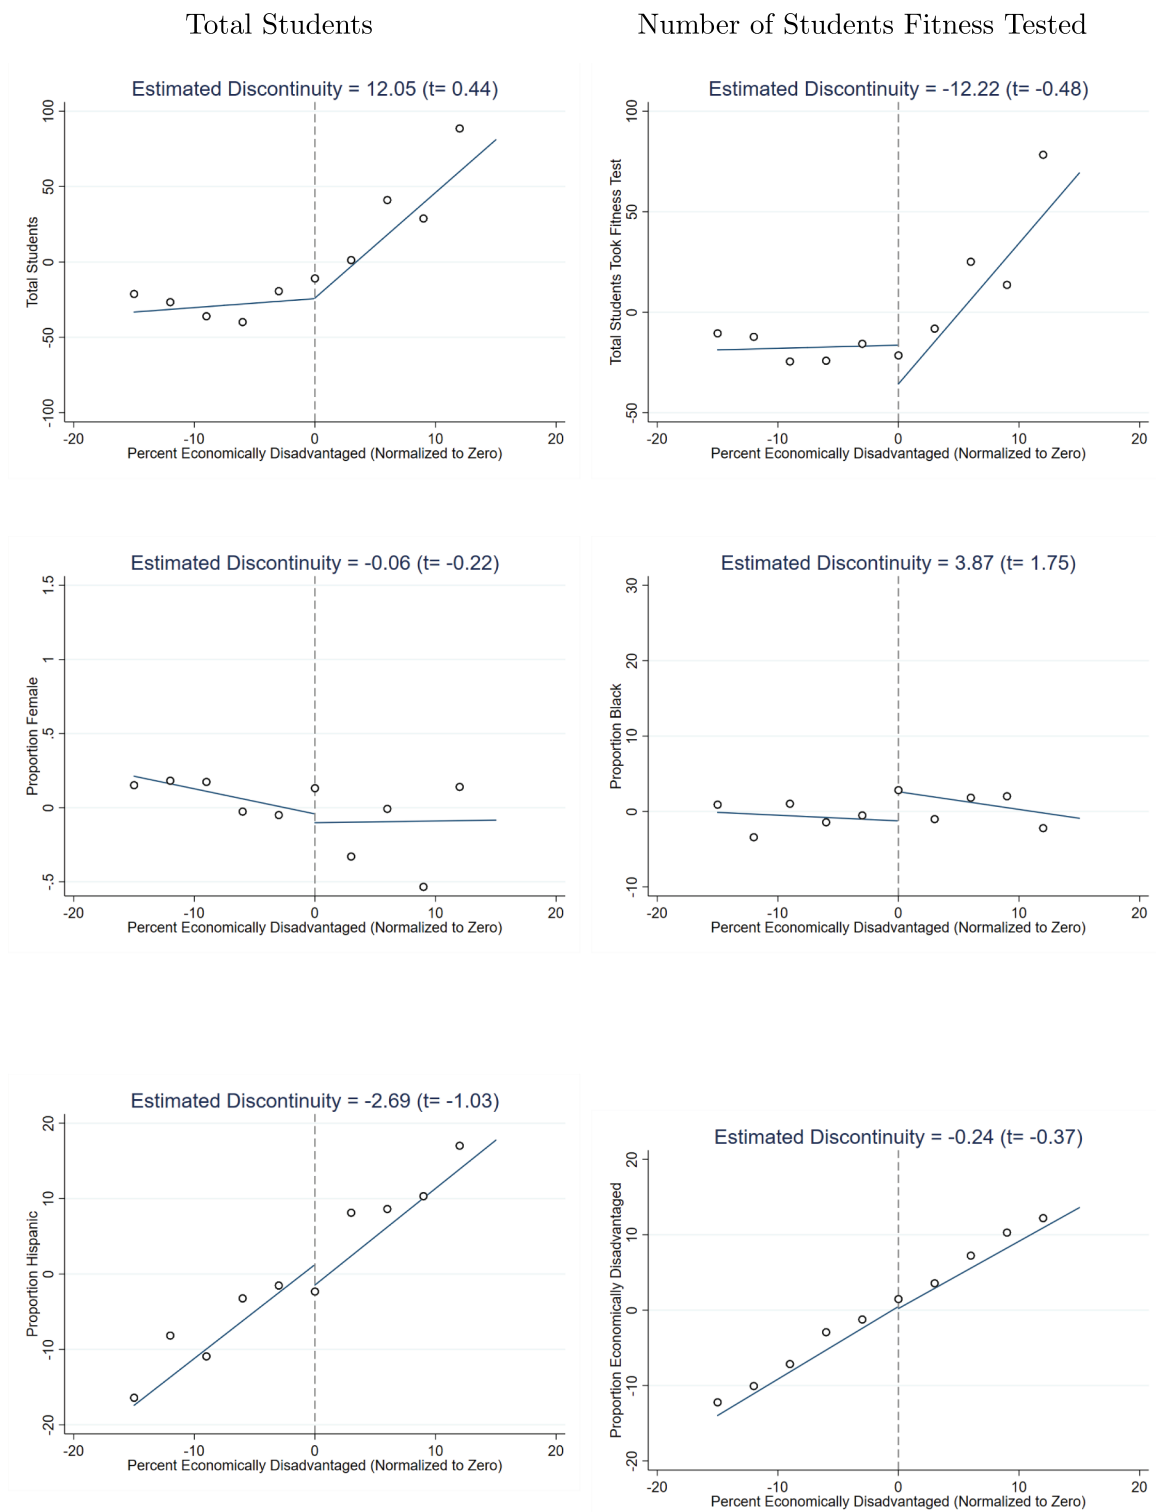 Total Students
Number of Students Fitness Tested
Estimated Discontinuity = 12.05 (t= 0.44)
Total Students
100
50
0
-50
-100
-20 -10 0 10 20
Percent Economically Disadvantaged (Normalized to Zero)
Estimated Discontinuity = -12.22 (t= -0.48)
Total Students Took Fitness Test
100
50
0
-50
-20 -10 0 10 20
Percent Economically Disadvantaged (Normalized to Zero)
Estimated Discontinuity = -0.06 (t= -0.22)
Proportion Female
1.5
1
.5
0
-.5
-20 -10 0 10 20
Percent Economically Disadvantaged (Normalized to Zero)
Estimated Discontinuity = 3.87 (t= 1.75)
Proportion Black
30
20
10
0
-10
-20 -10 0 10 20
Percent Economically Disadvantaged (Normalized to Zero)
Estimated Discontinuity = -2.69 (t= -1.03)
Proportion Hispanic
20
10
0
-10
-20
-20 -10 0 10 20
Percent Economically Disadvantaged (Normalized to Zero)
Estimated Discontinuity = -0.24 (t= -0.37)
Proportion Economically Disadvantaged
20
10
0
-10
-20
-20 -10 0 10 20
Percent Economically Disadvantaged (Normalized to Zero)